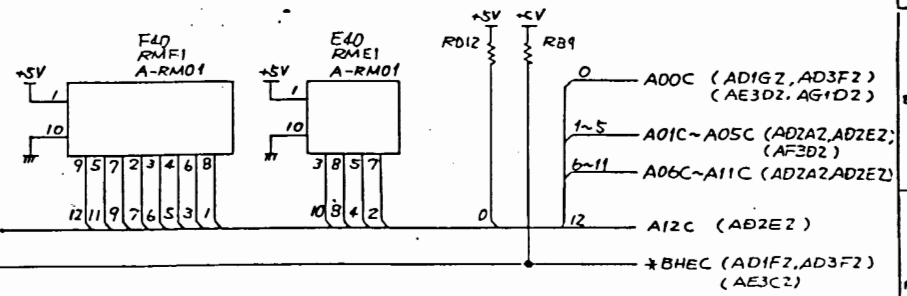 +5V +5V
RD12 RB9
F40
RMF1
A-RM01
E40
RME1
A-RM01
+5V 1
10
+5V 1
10
9 5 7 2 3 4 6 8
12 11 9 7 6 5 3 1
3 8 5 7
10 8 4 2
0
0 A00C (AD1G2, AD3F2)
(AE3D2. AG1D2)
1~5 A01C~A05C (AD2A2, AD2E2;
(AF3D2)
6~11 A06C~A11C (AD2A2, AD2E2)
12 A12C (AD2E2)
*BHEC (AD1F2, AD3F2)
(AE3C2)